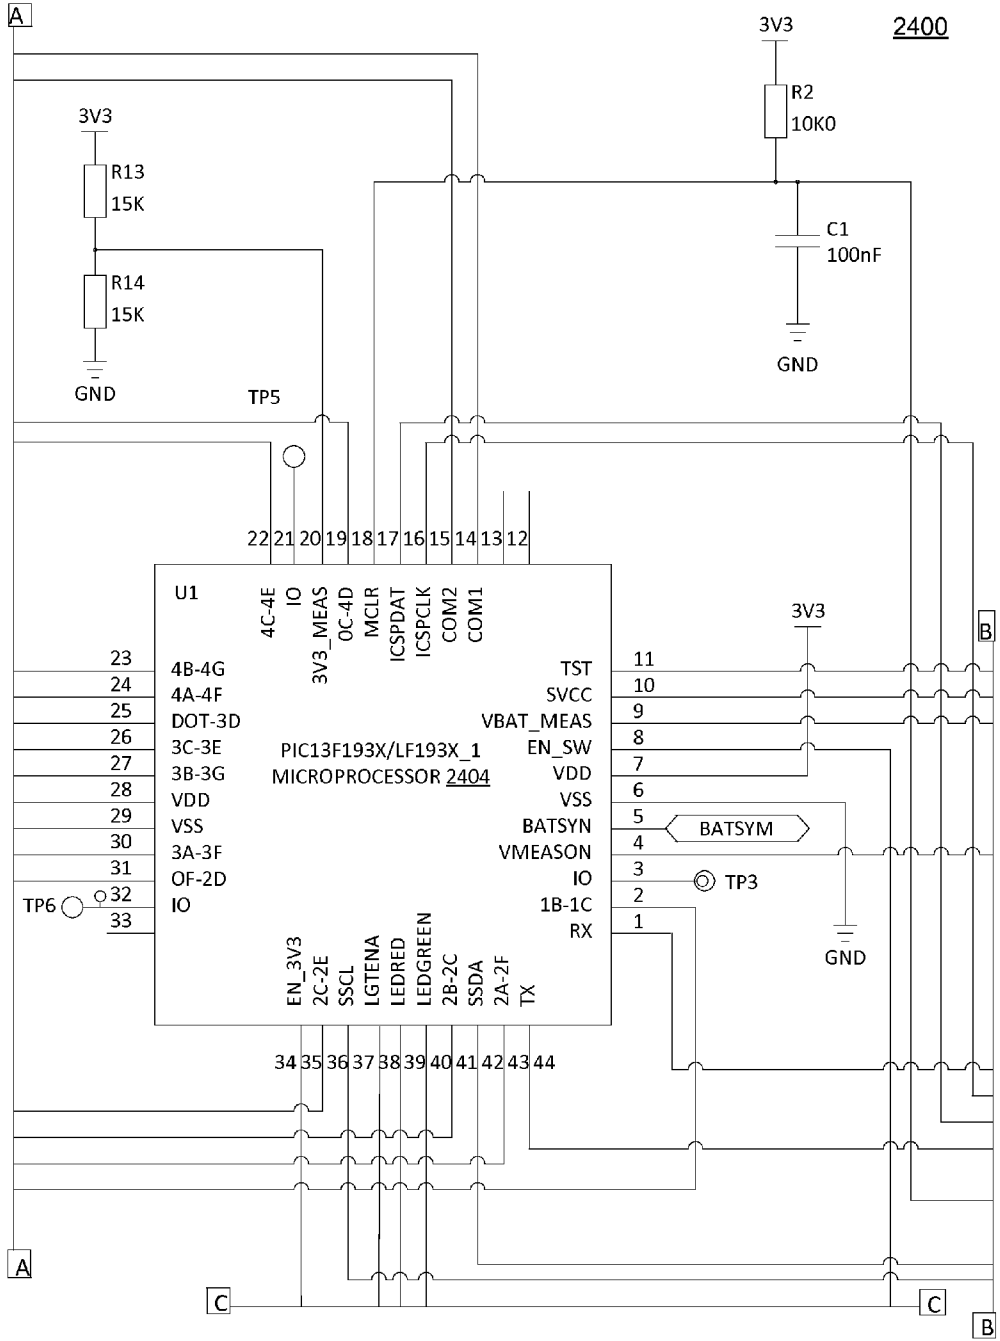 A
2400
3V3
R2
10K0
3V3
R13
15K
C1
100nF
R14
15K
GND
GND
TP5
22 21 20 19 18 17 16 15 14 13 12
U1
4C-4E
IO
3V3_MEAS
0C-4D
MCLR
ICSPDAT
ICSPCLK
COM2
COM1
3V3
B
23 4B-4G
24 4A-4F
25 DOT-3D
26 3C-3E
27 3B-3G
28 VDD
29 VSS
30 3A-3F
31 OF-2D
TP6 32 IO
33
PIC13F193X/LF193X_1
MICROPROCESSOR 2404
TST 11
SVCC 10
VBAT_MEAS 9
EN_SW 8
VDD 7
VSS 6
BATSYN 5 BATSYM
VMEASON 4
IO 3 TP3
1B-1C 2
RX 1
GND
EN_3V3
2C-2E
SSCL
LGTENA
LEDRED
LEDGREEN
2B-2C
SSDA
2A-2F
TX
34 35 36 37 38 39 40 41 42 43 44
A
C
C
B